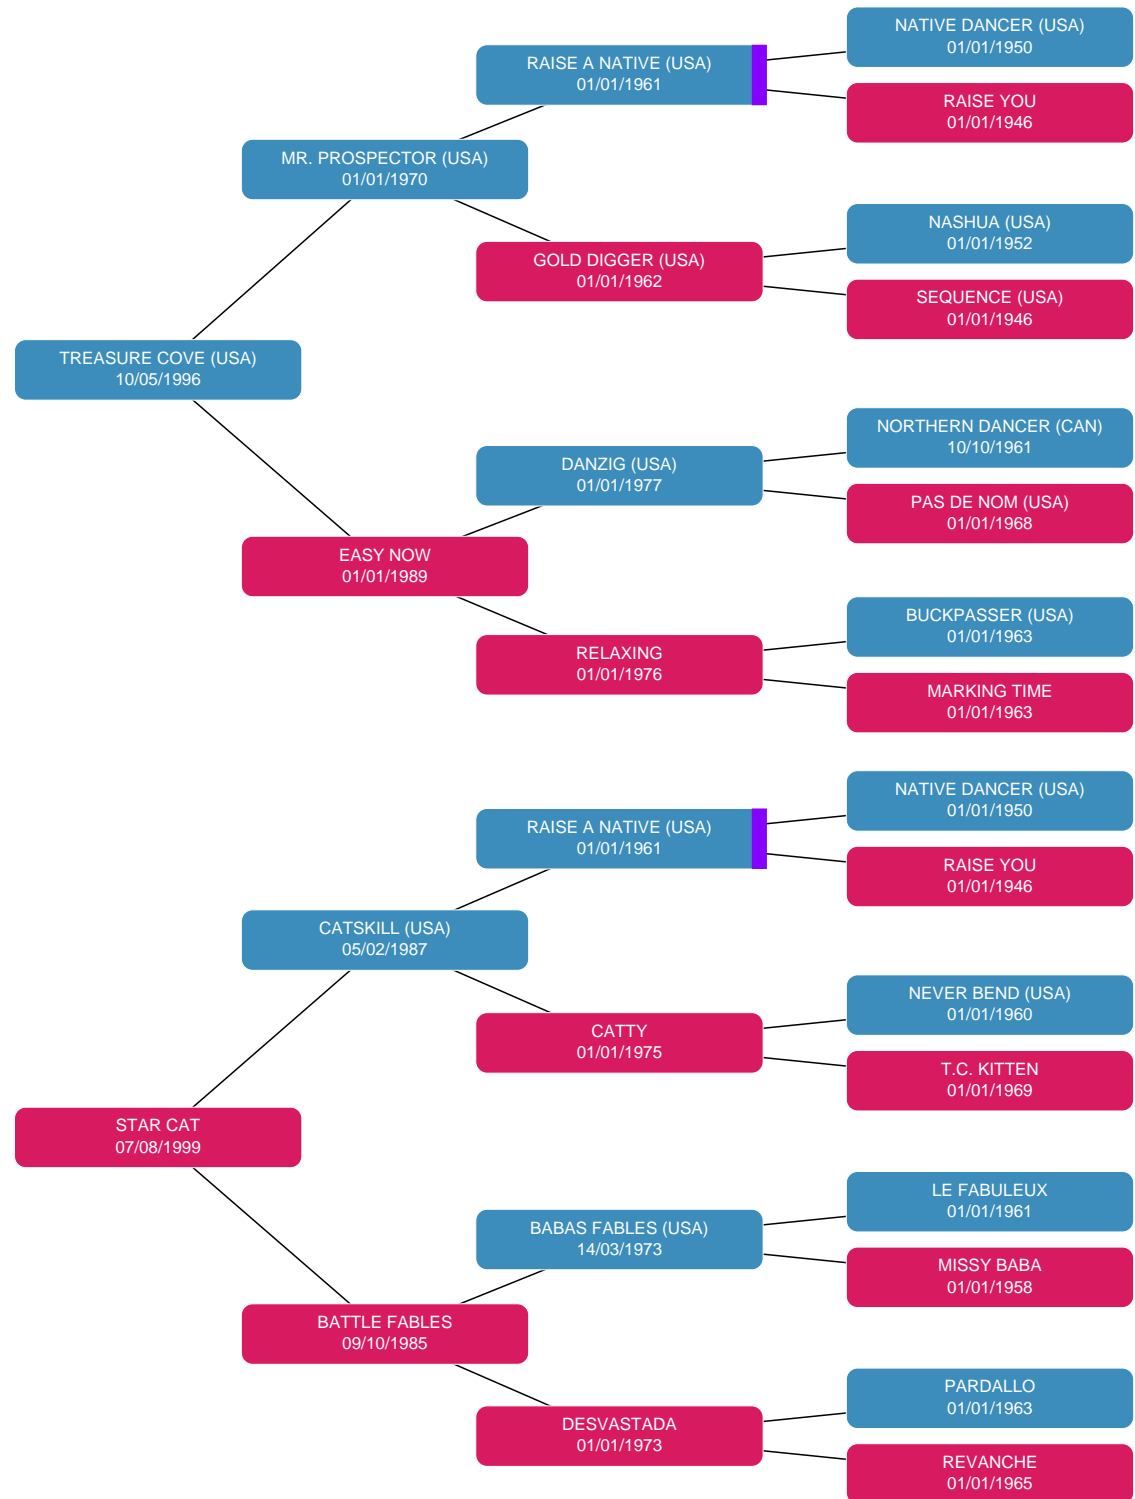 NATIVE DANCER (USA)
01/01/1950
RAISE A NATIVE (USA)
01/01/1961
RAISE YOU
01/01/1946
MR. PROSPECTOR (USA)
01/01/1970
NASHUA (USA)
01/01/1952
GOLD DIGGER (USA)
01/01/1962
SEQUENCE (USA)
01/01/1946
TREASURE COVE (USA)
10/05/1996
NORTHERN DANCER (CAN)
10/10/1961
DANZIG (USA)
01/01/1977
PAS DE NOM (USA)
01/01/1968
EASY NOW
01/01/1989
BUCKPASSER (USA)
01/01/1963
RELAXING
01/01/1976
MARKING TIME
01/01/1963
NATIVE DANCER (USA)
01/01/1950
RAISE A NATIVE (USA)
01/01/1961
RAISE YOU
01/01/1946
CATSKILL (USA)
05/02/1987
NEVER BEND (USA)
01/01/1960
CATTY
01/01/1975
T.C. KITTEN
01/01/1969
STAR CAT
07/08/1999
LE FABULEUX
01/01/1961
BABAS FABLES (USA)
14/03/1973
MISSY BABA
01/01/1958
BATTLE FABLES
09/10/1985
PARDALLO
01/01/1963
DESVASTADA
01/01/1973
REVANCHE
01/01/1965